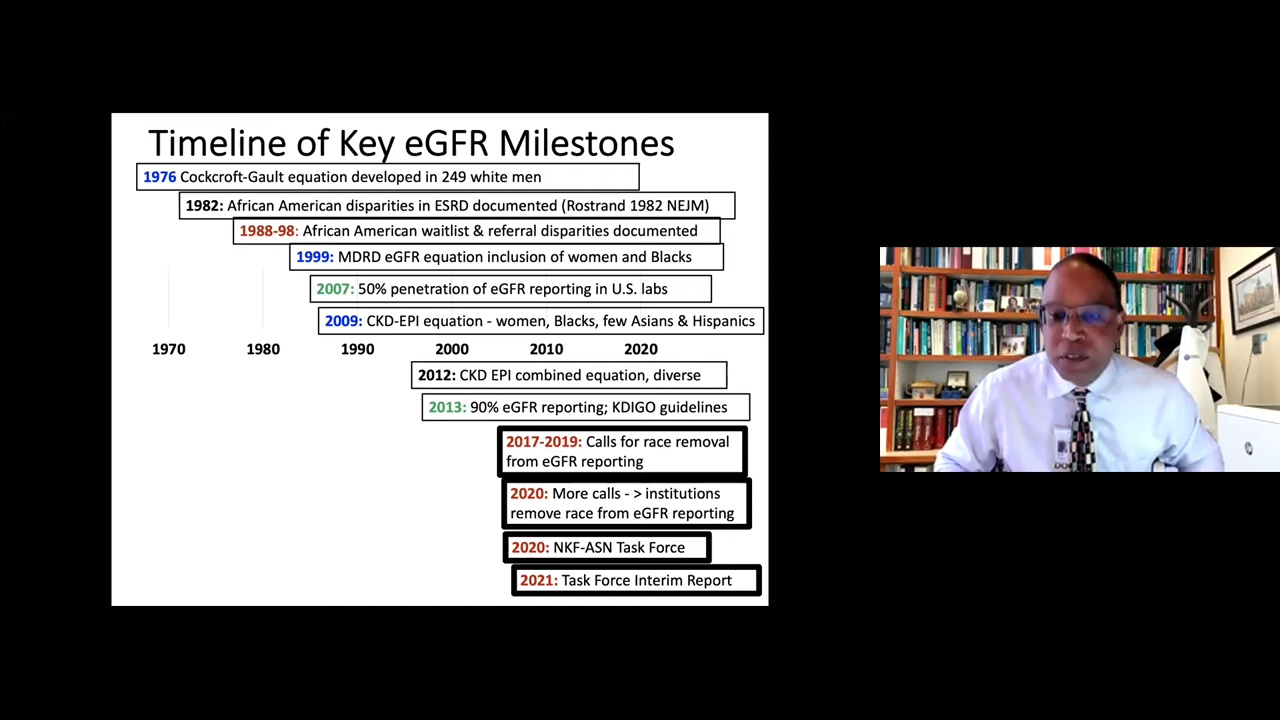 Timeline of Key eGFR Milestones
1976 Cockcroft-Gault equation developed in 249 white men
1982: African American disparities in ESRD documented (Rostrand 1982 NEJM)
1988-98: African American waitlist & referral disparities documented
1999: MDRD eGFR equation inclusion of women and Blacks
2007: 50% penetration of eGFR reporting in U.S. labs
2009: CKD-EPI equation - women, Blacks, few Asians & Hispanics
1970 1980 1990 2000 2010 2020
2012: CKD EPI combined equation, diverse
2013: 90% eGFR reporting; KDIGO guidelines
2017-2019: Calls for race removal
from eGFR reporting
2020: More calls - > institutions
remove race from eGFR reporting
2020: NKF-ASN Task Force
2021: Task Force Interim Report
hp